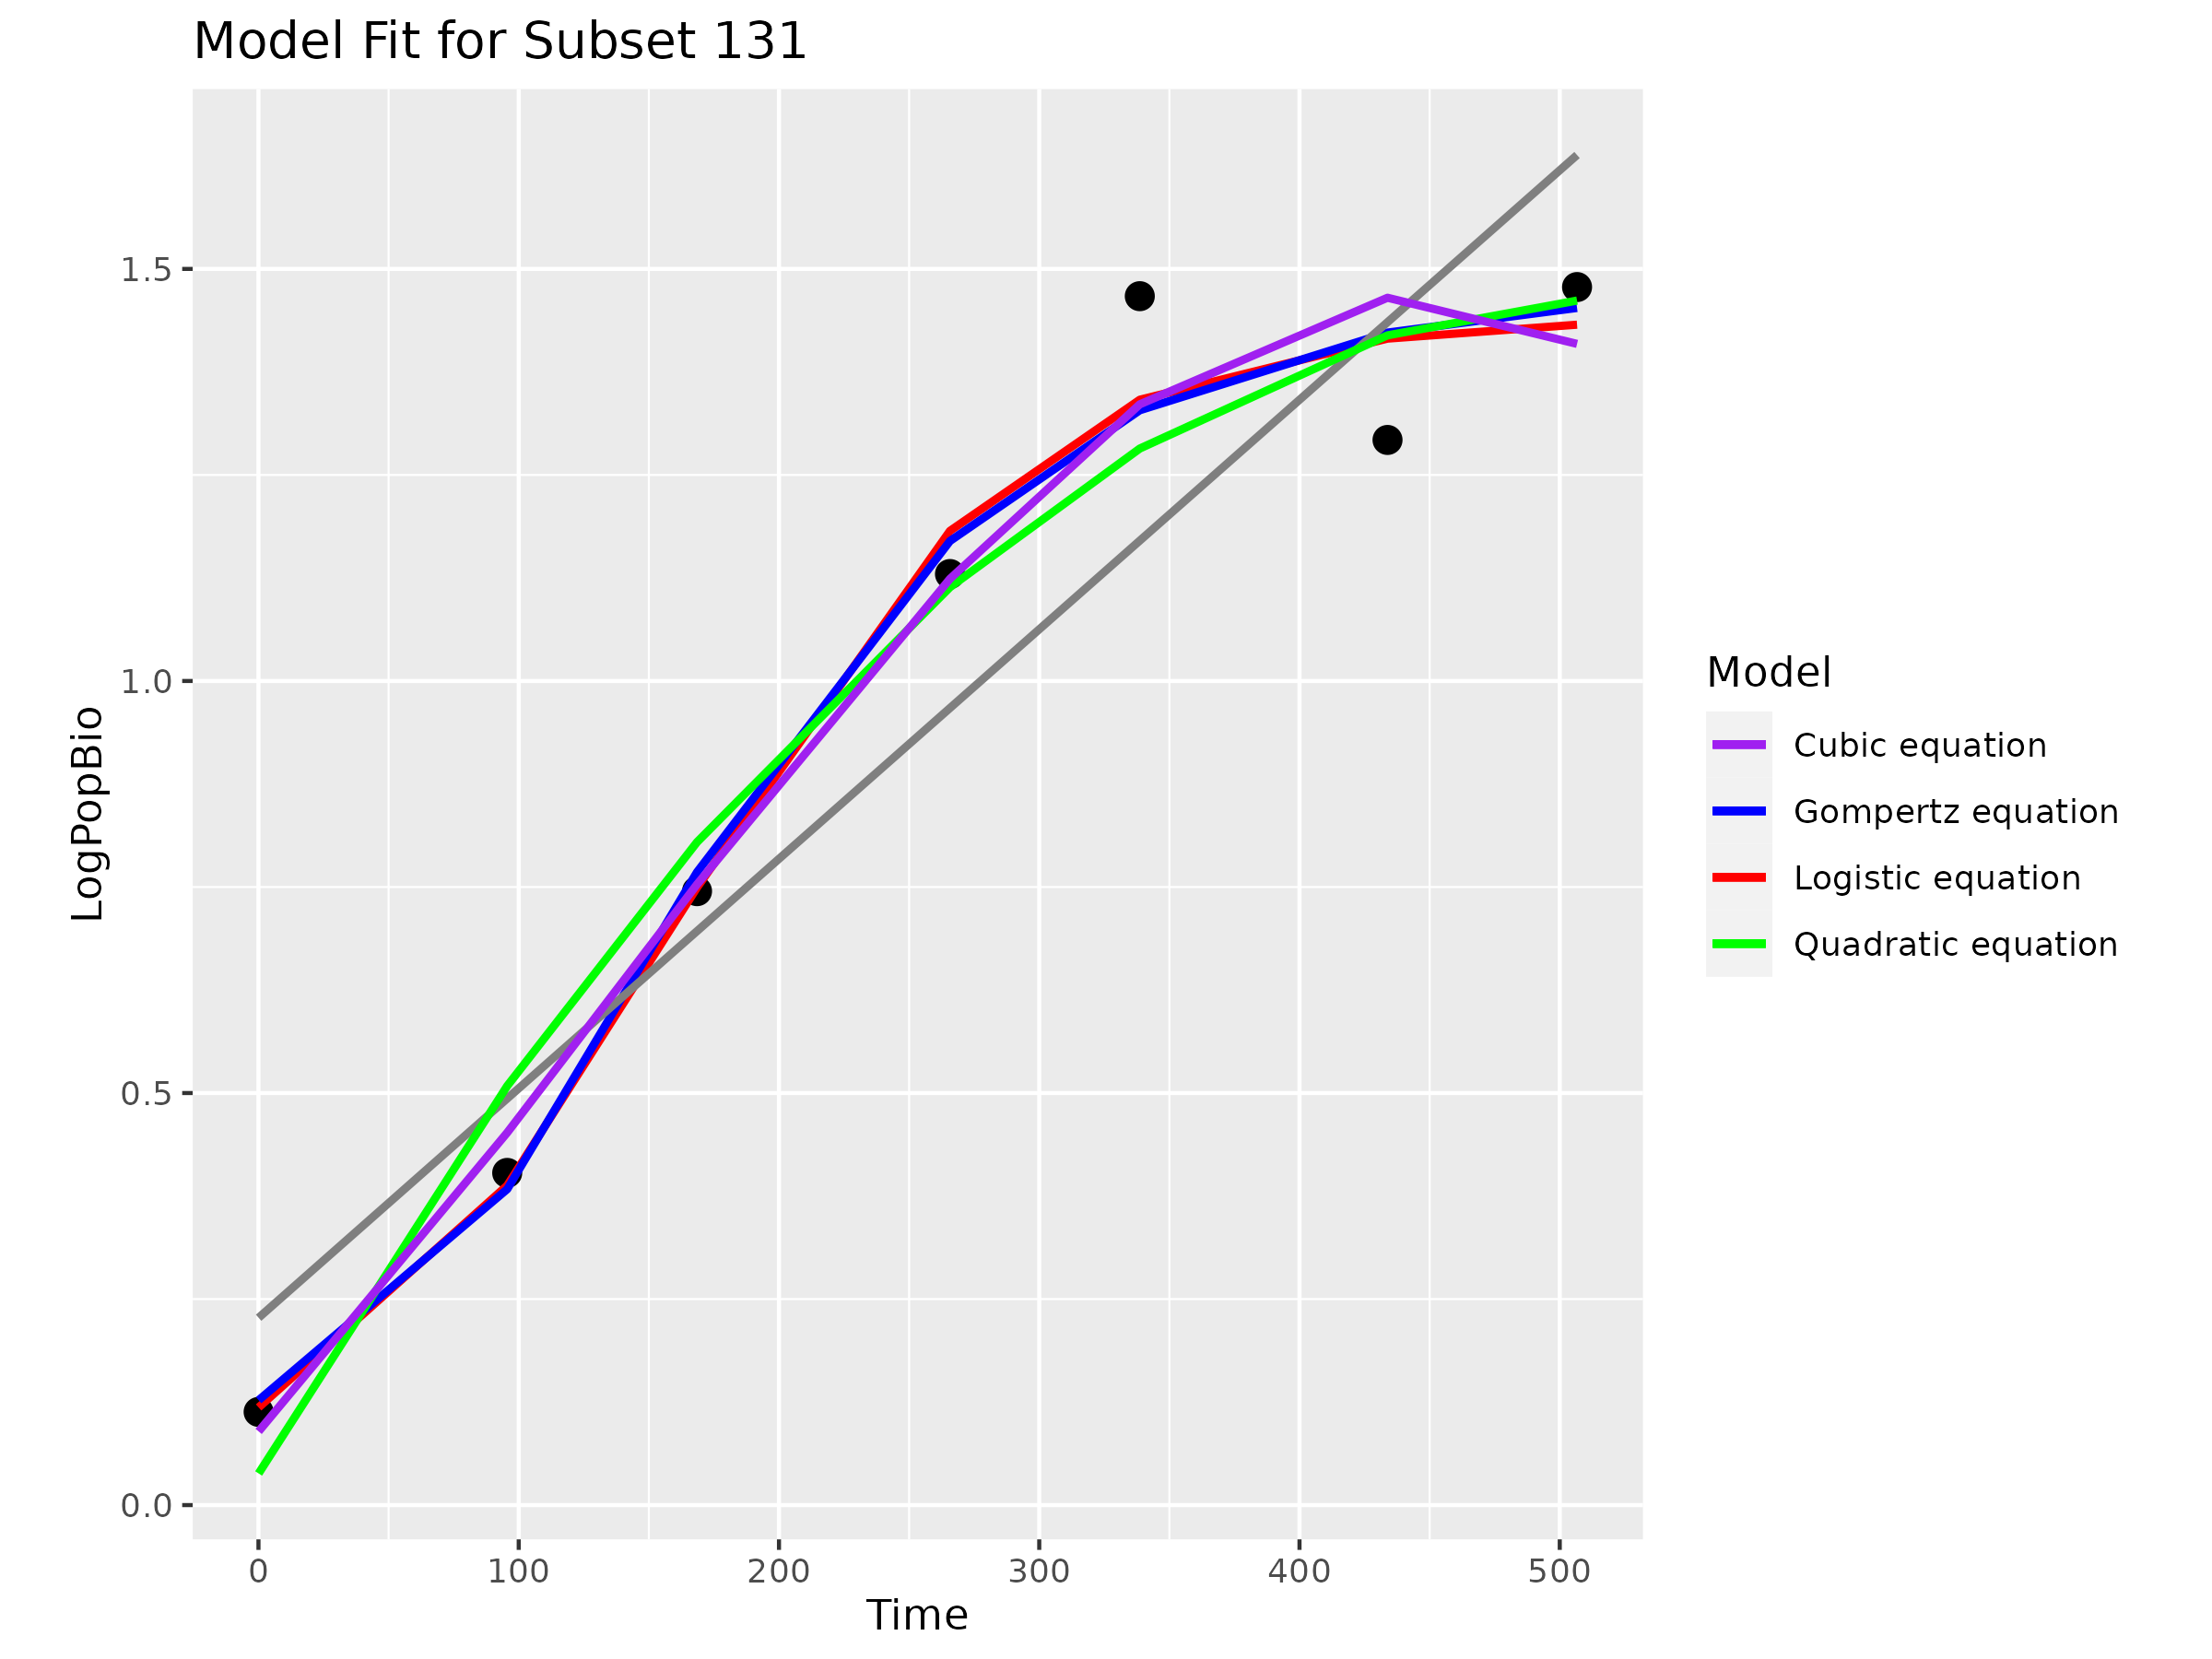 Model Fit for Subset 131
1.5
1.0
0.5
0.0
LogPopBio
0 100 200 300 400 500
Time
Model
Cubic equation
Gompertz equation
Logistic equation
Quadratic equation